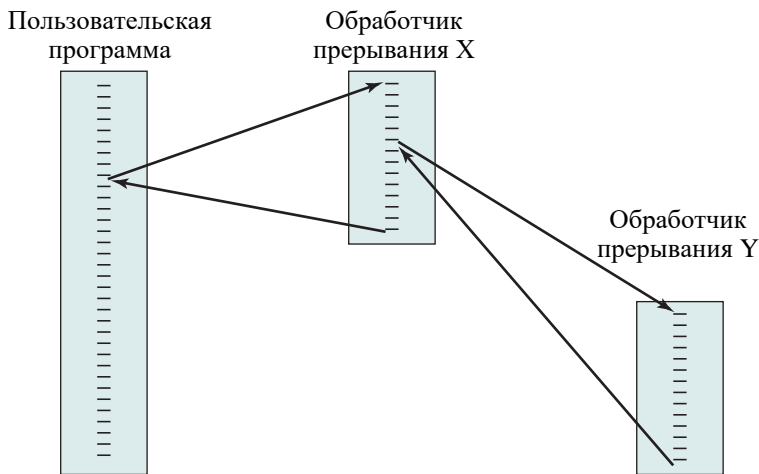 Пользовательская
программа
Обработчик
прерывания X
Обработчик
прерывания Y